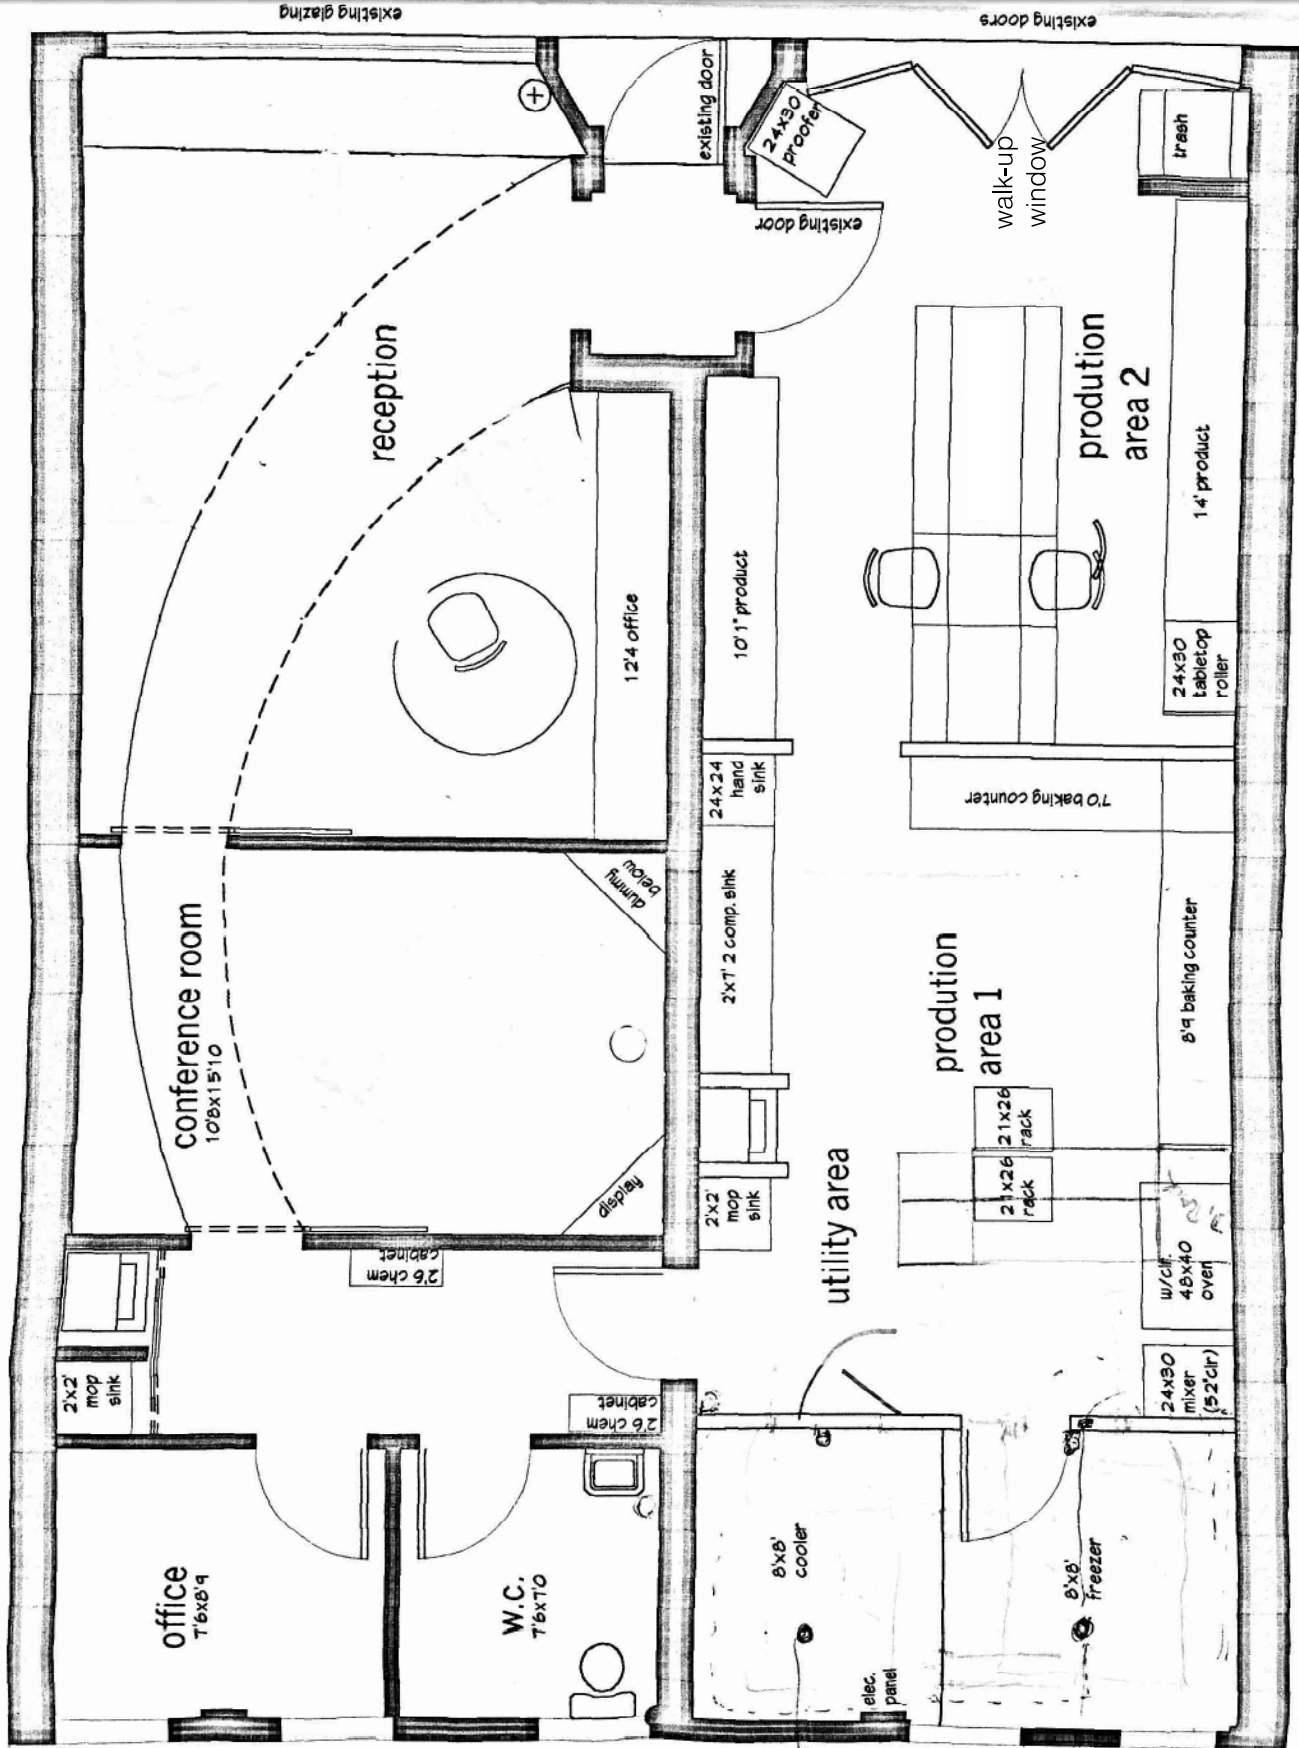 existing glazing
existing doors
existing door
24x30
proofer
trash
walk-up
window
existing door
reception
prodution
area 2
14' product
10'1" product
12'4 office
24x30
tabletop
roller
24x24
hand
sink
7'0 baking counter
dummy
below
2'x7' 2 comp. sink
8'9 baking counter
conference room
10'8x15'10
prodution
area 1
21x26
rack
21x26
rack
display
2'x2'
mop
sink
utility area
2'6 chem
cabinet
w/clr.
48x40
oven
2'x2'
mop
sink
2'6 chem
cabinet
24x30
mixer
(52"clr)
office
7'6x8'9
W.C.
7'6x7'0
8'x8'
cooler
8'x8'
freezer
elec.
panel